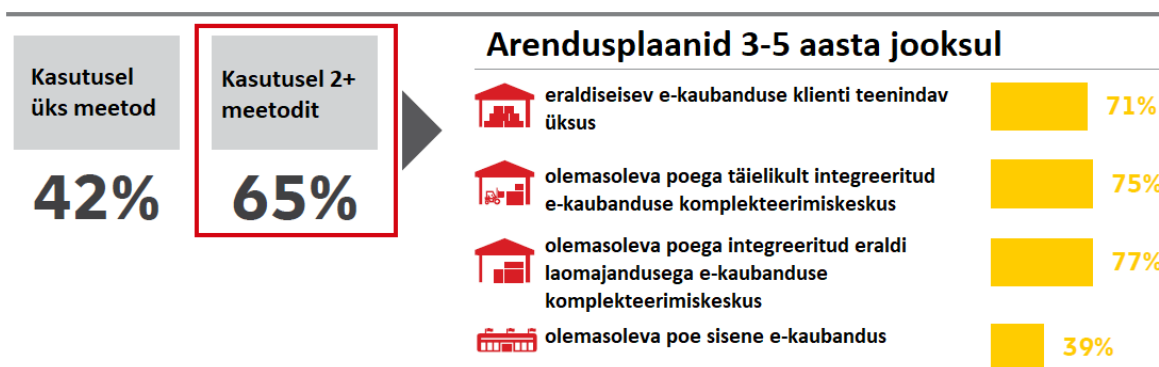 Kasutusel
üks meetod
42%
Kasutusel 2+
meetodit
65%
Arendusplaanid 3-5 aasta jooksul
eraldiseisev e-kaubanduse klienti teenindav
üksus
71%
olemasoleva poega täielikult integreeritud
e-kaubanduse komplekteerimiskeskus
75%
olemasoleva poega integreeritud eraldi
laomajandusega e-kaubanduse
komplekteerimiskeskus
77%
olemasoleva poe sisene e-kaubandus
39%